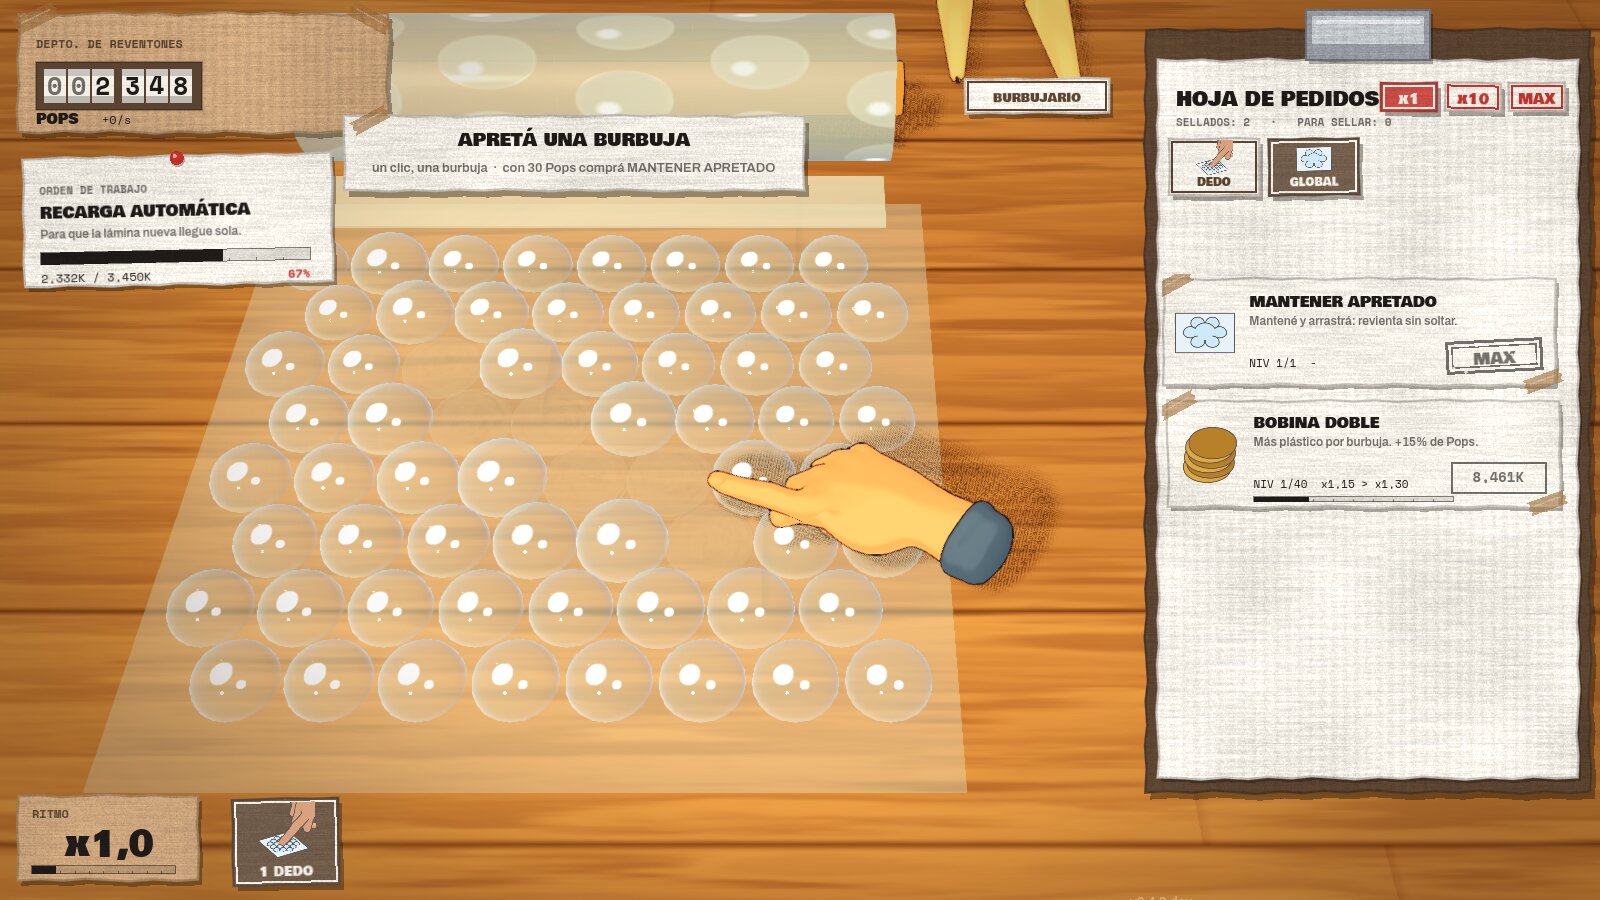 DEPTO. DE REVENTONES
002348
POPS +0/s
ORDEN DE TRABAJO
RECARGA AUTOMÁTICA
Para que la lámina nueva llegue sola.
2.332K / 3.450K 67%
APRETÁ UNA BURBUJA
un clic, una burbuja · con 30 Pops comprá MANTENER APRETADO
BURBUJARIO
HOJA DE PEDIDOS x1 x10 MAX
SELLADOS: 2 · PARA SELLAR: 0
DEDO GLOBAL
MANTENER APRETADO
Mantené y arrastrá: revienta sin soltar.
NIV 1/1 - MAX
BOBINA DOBLE
Más plástico por burbuja. +15% de Pops.
NIV 1/40 x1,15 > x1,30 8.461K
RITMO
x1,0
1 DEDO